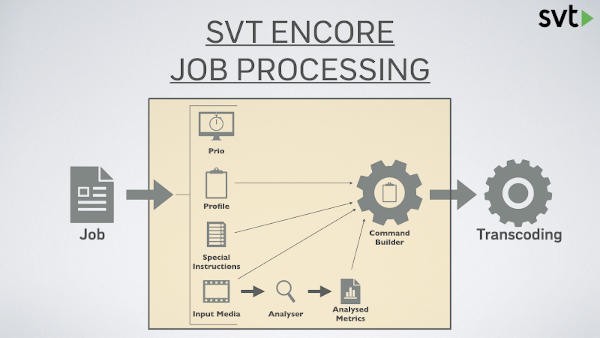 svt
SVT ENCORE
JOB PROCESSING
Prio
Profile
Special
Instructions
Input Media
Analyser
Analysed
Metrics
Command
Builder
Job
Transcoding